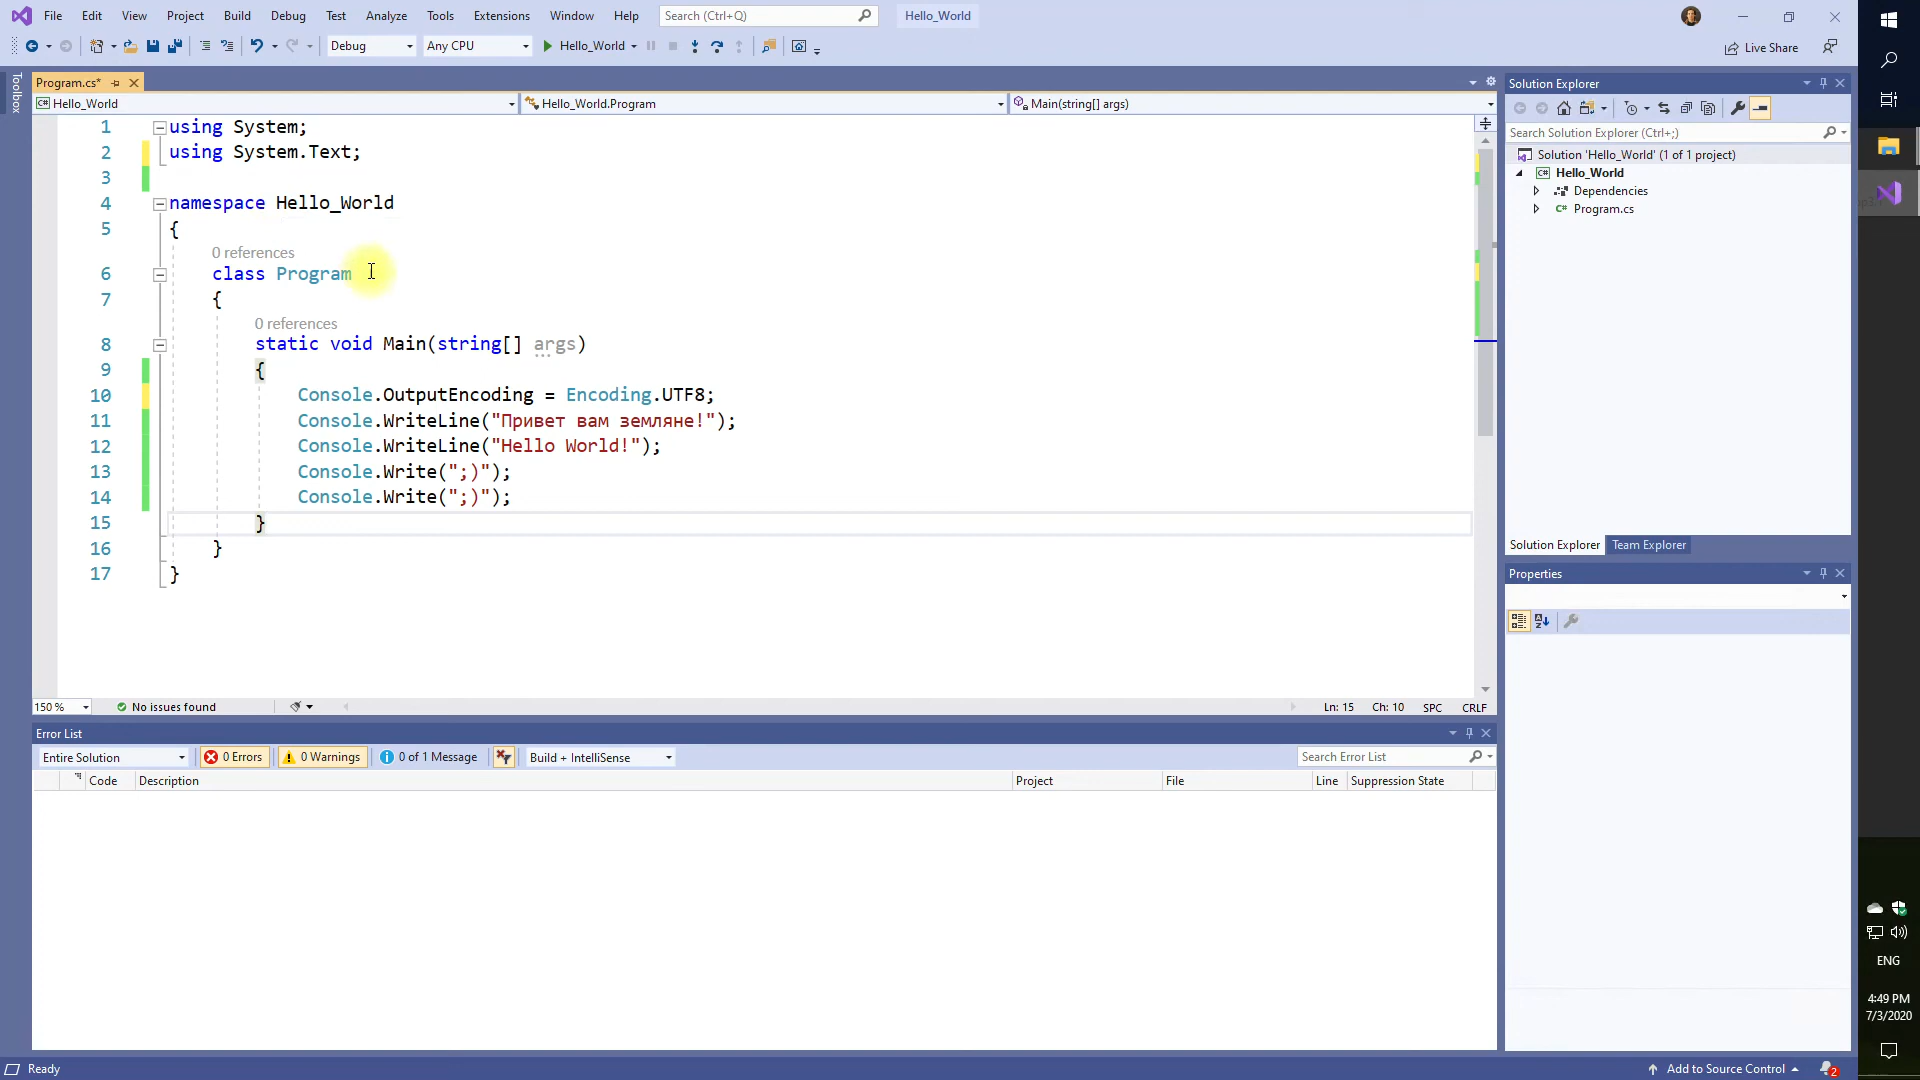 File Edit View Project Build Debug Test Analyze Tools Extensions Window Help Search (Ctrl+Q) Hello_World
Debug Any CPU Hello_World Live Share
Toolbox
Program.cs*
Hello_World Hello_World.Program Main(string[] args)
1 using System;
2 using System.Text;
3
4 namespace Hello_World
5 {
0 references
6 class Program
7 {
0 references
8 static void Main(string[] args)
9 {
10 Console.OutputEncoding = Encoding.UTF8;
11 Console.WriteLine("Привет вам земляне!");
12 Console.WriteLine("Hello World!");
13 Console.Write(";)");
14 Console.Write(";)");
15 }
16 }
17 }
150 % No issues found Ln: 15 Ch: 10 SPC CRLF
Error List
Entire Solution 0 Errors 0 Warnings 0 of 1 Message Build + IntelliSense Search Error List
Code Description Project File Line Suppression State
Solution Explorer
Search Solution Explorer (Ctrl+;)
Solution 'Hello_World' (1 of 1 project)
Hello_World
Dependencies
Program.cs
Solution Explorer Team Explorer
Properties
Ready Add to Source Control 2
ENG
4:49 PM
7/3/2020